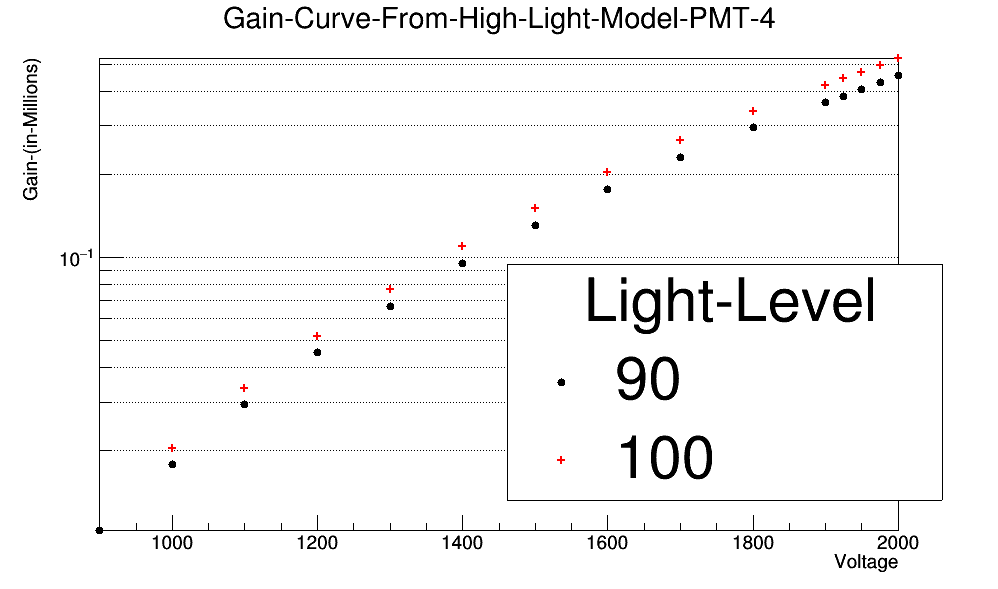 Gain-Curve-From-High-Light-Model-PMT-4
Gain-(in-Millions)
10⁻¹
Light-Level
90
100
1000 1200 1400 1600 1800 2000
Voltage